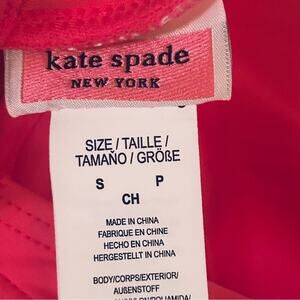 kate spade
NEW YORK
SIZE / TAILLE /
TAMAÑO / GRÖßE
S P
CH
MADE IN CHINA
FABRIQUE EN CHINE
HECHO EN CHINA
HERGESTELLT IN CHINA
BODY/CORPS/EXTERIOR/
AUßENSTOFF